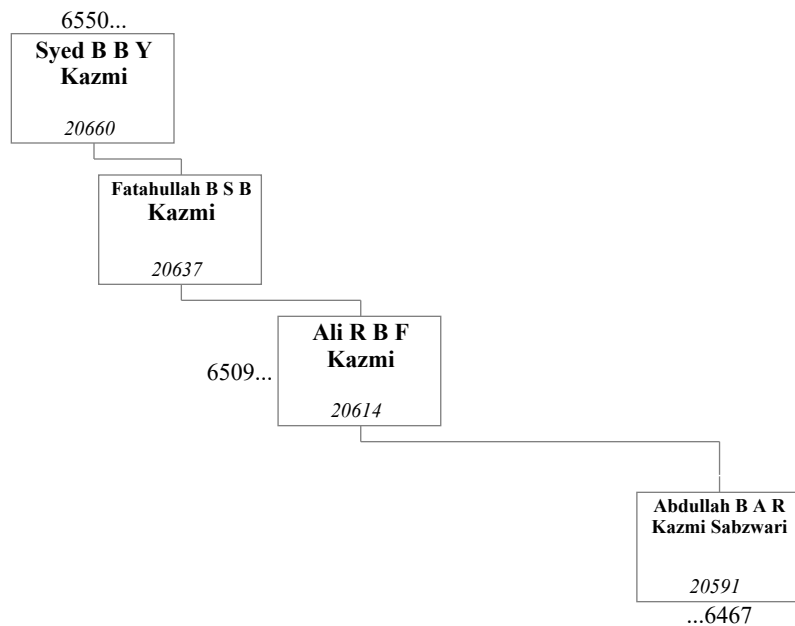 6550...
Syed B B Y
Kazmi
20660
Fatahullah B S B
Kazmi
20637
Ali R B F
Kazmi
6509...
20614
Abdullah B A R
Kazmi Sabzwari
20591
...6467